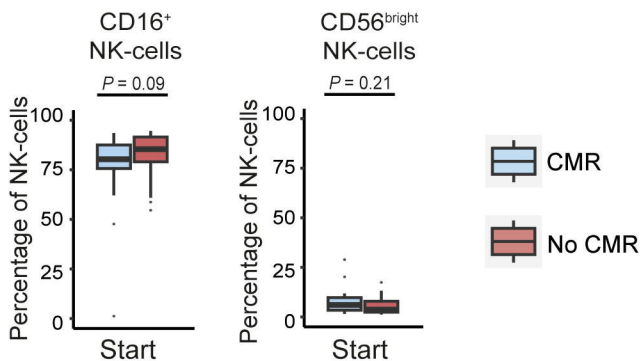 CD16⁺
NK-cells
P = 0.09
Percentage of NK-cells
100
75
50
25
0
Start
CD56ᵇʳⁱᵍʰᵗ
NK-cells
P = 0.21
Percentage of NK-cells
100
75
50
25
0
Start
CMR
No CMR